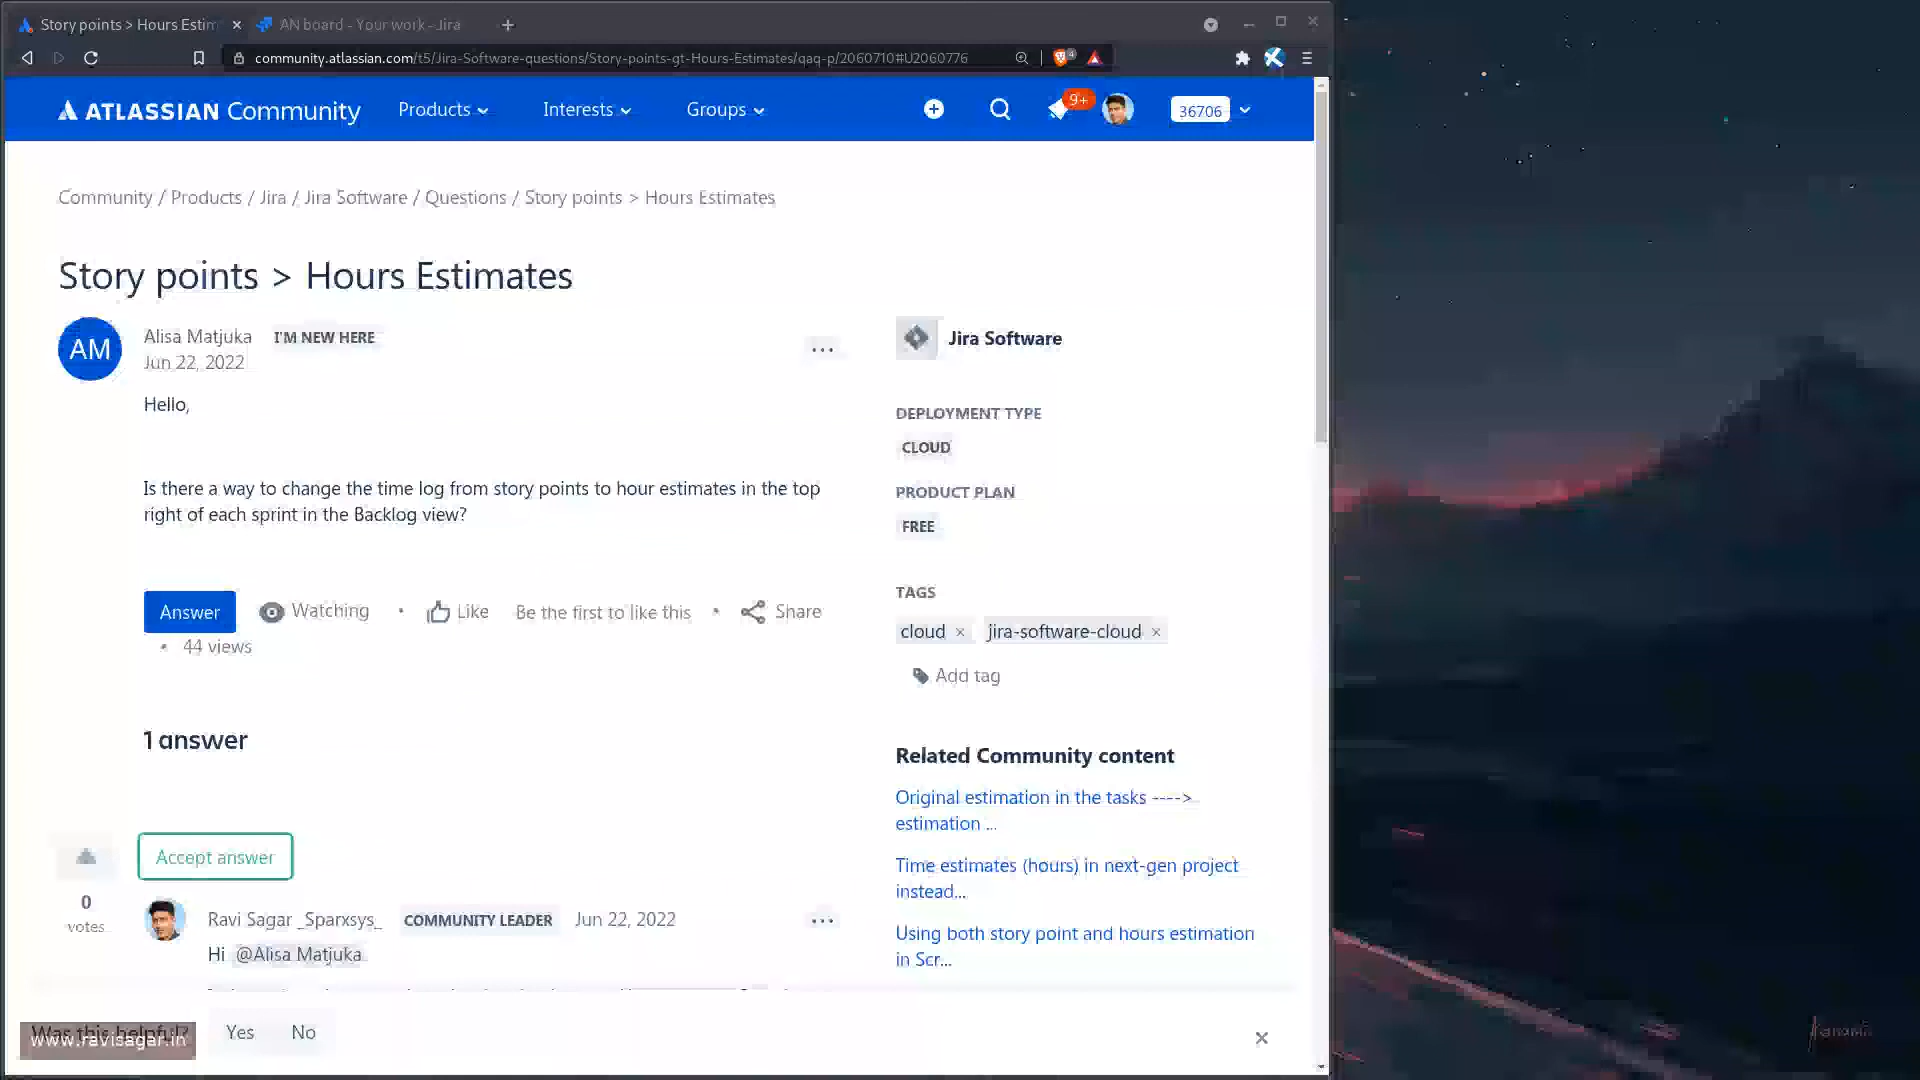 Story points > Hours Estim
AN board - Your work - Jira
community.atlassian.com/t5/Jira-Software-questions/Story-points-gt-Hours-Estimates/qaq-p/2060710#U2060776
4
ATLASSIAN Community
Products
Interests
Groups
9+
36706
Community / Products / Jira / Jira Software / Questions / Story points > Hours Estimates
Story points > Hours Estimates
AM
Alisa Matjuka
I'M NEW HERE
Jun 22, 2022
Hello,
Is there a way to change the time log from story points to hour estimates in the top
right of each sprint in the Backlog view?
Answer
Watching
• Like
Be the first to like this
• Share
• 44 views
1 answer
Accept answer
0
votes
Ravi Sagar _Sparxsys_
COMMUNITY LEADER
Jun 22, 2022
Hi @Alisa Matjuka
Jira Software
DEPLOYMENT TYPE
CLOUD
PRODUCT PLAN
FREE
TAGS
cloud ×
jira-software-cloud ×
Add tag
Related Community content
Original estimation in the tasks ---->
estimation ...
Time estimates (hours) in next-gen project
instead...
Using both story point and hours estimation
in Scr...
Was this helpful?
Yes
No
www.ravisagar.in